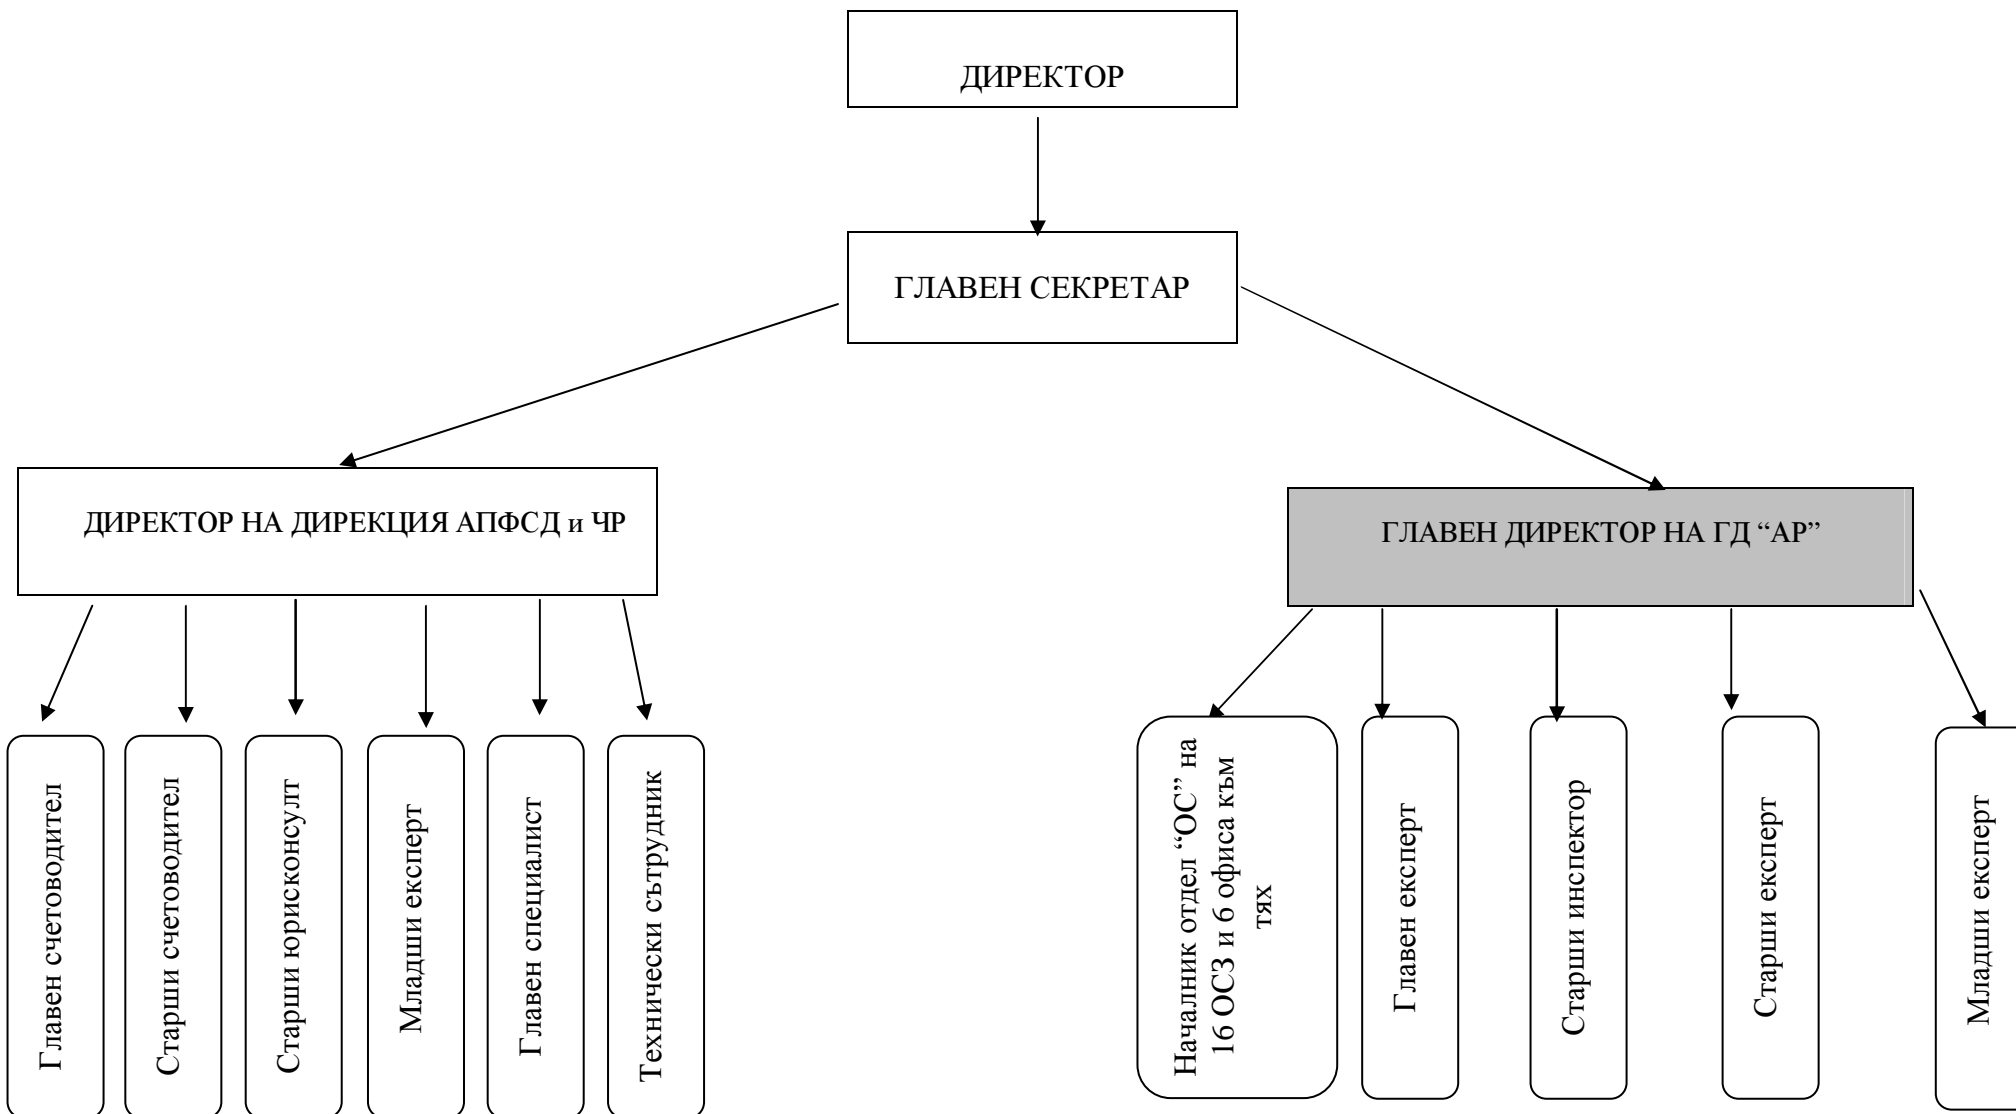 ДИРЕКТОР
ГЛАВЕН СЕКРЕТАР
ДИРЕКТОР НА ДИРЕКЦИЯ АПФСД и ЧР
ГЛАВЕН ДИРЕКТОР НА ГД “АР”
Главен счетоводител
Старши счетоводител
Старши юрисконсулт
Младши експерт
Главен специалист
Технически сътрудник
Началник отдел “ОС” на
16 ОСЗ и 6 офиса към
тях
Главен експерт
Старши инспектор
Старши експерт
Младши експерт